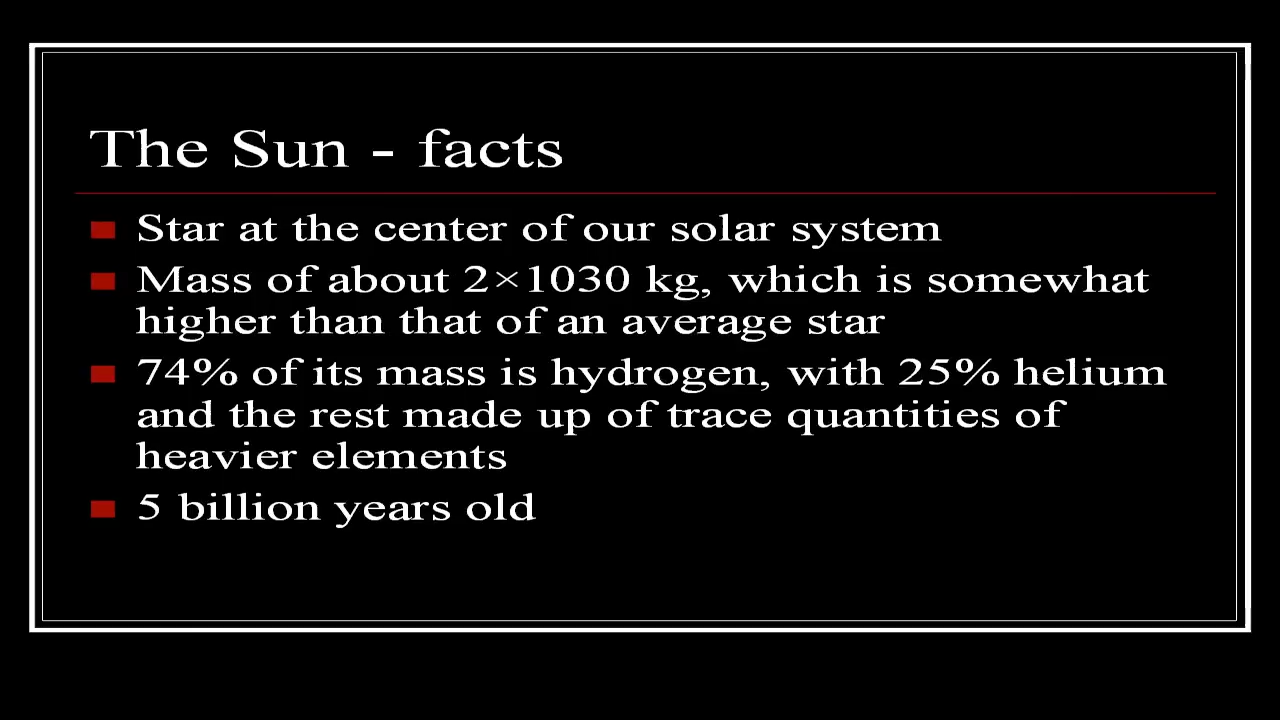 The Sun - facts
Star at the center of our solar system
Mass of about 2×1030 kg, which is somewhat
higher than that of an average star
74% of its mass is hydrogen, with 25% helium
and the rest made up of trace quantities of
heavier elements
5 billion years old